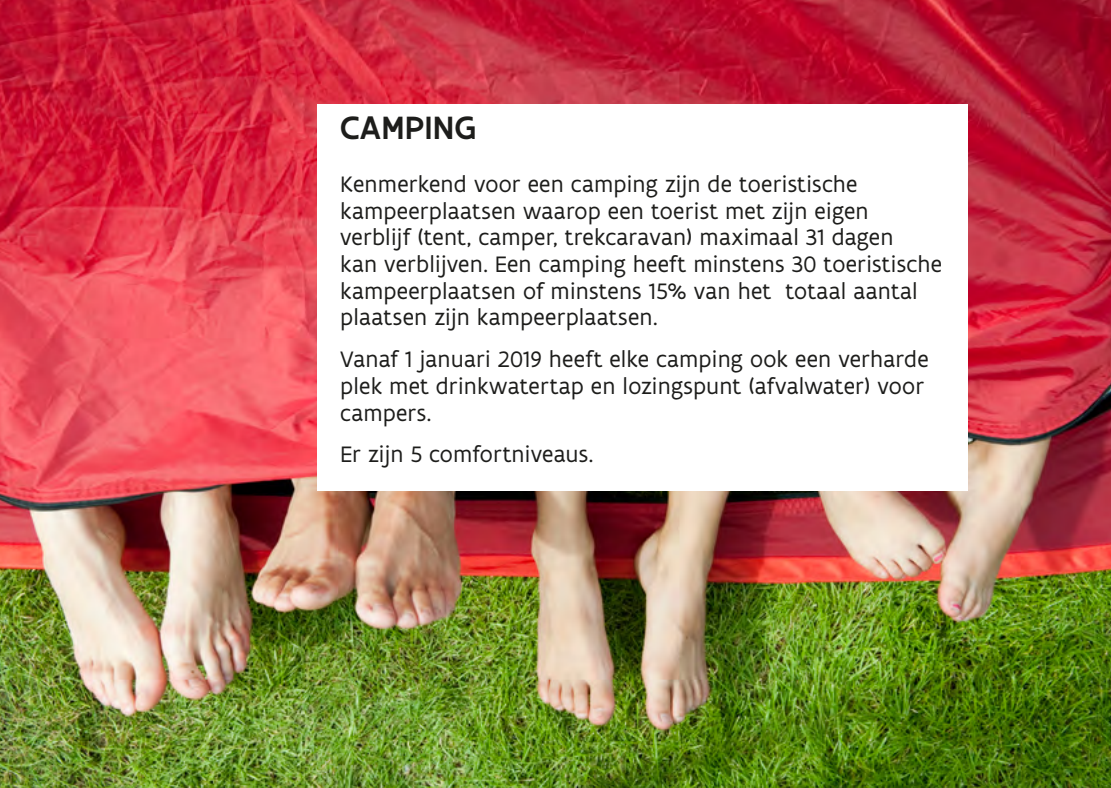 CAMPING
Kenmerkend voor een camping zijn de toeristische
kampeerplaatsen waarop een toerist met zijn eigen
verblijf (tent, camper, trekcaravan) maximaal 31 dagen
kan verblijven. Een camping heeft minstens 30 toeristische
kampeerplaatsen of minstens 15% van het  totaal aantal
plaatsen zijn kampeerplaatsen.
Vanaf 1 januari 2019 heeft elke camping ook een verharde
plek met drinkwatertap en lozingspunt (afvalwater) voor
campers.
Er zijn 5 comfortniveaus.